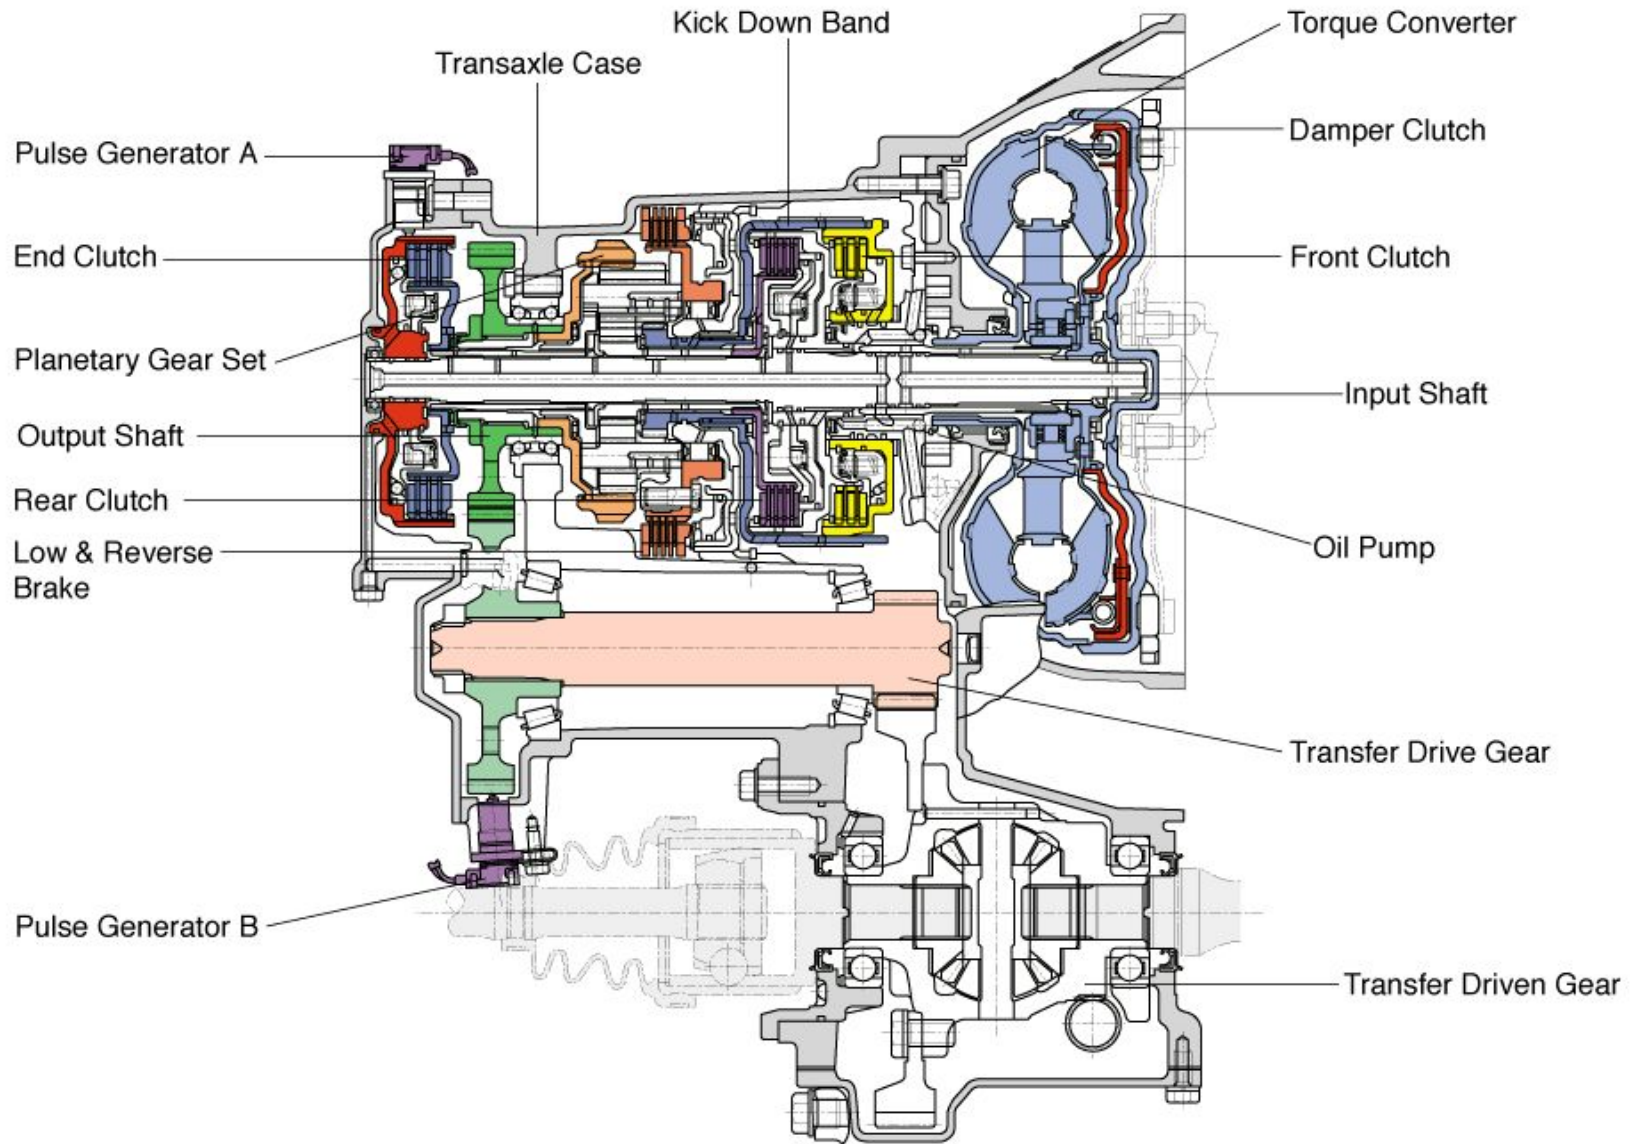 Kick Down Band
Torque Converter
Transaxle Case
Damper Clutch
Pulse Generator A
End Clutch
Front Clutch
Planetary Gear Set
Input Shaft
Output Shaft
Rear Clutch
Low & Reverse
Brake
Oil Pump
Transfer Drive Gear
Pulse Generator B
Transfer Driven Gear